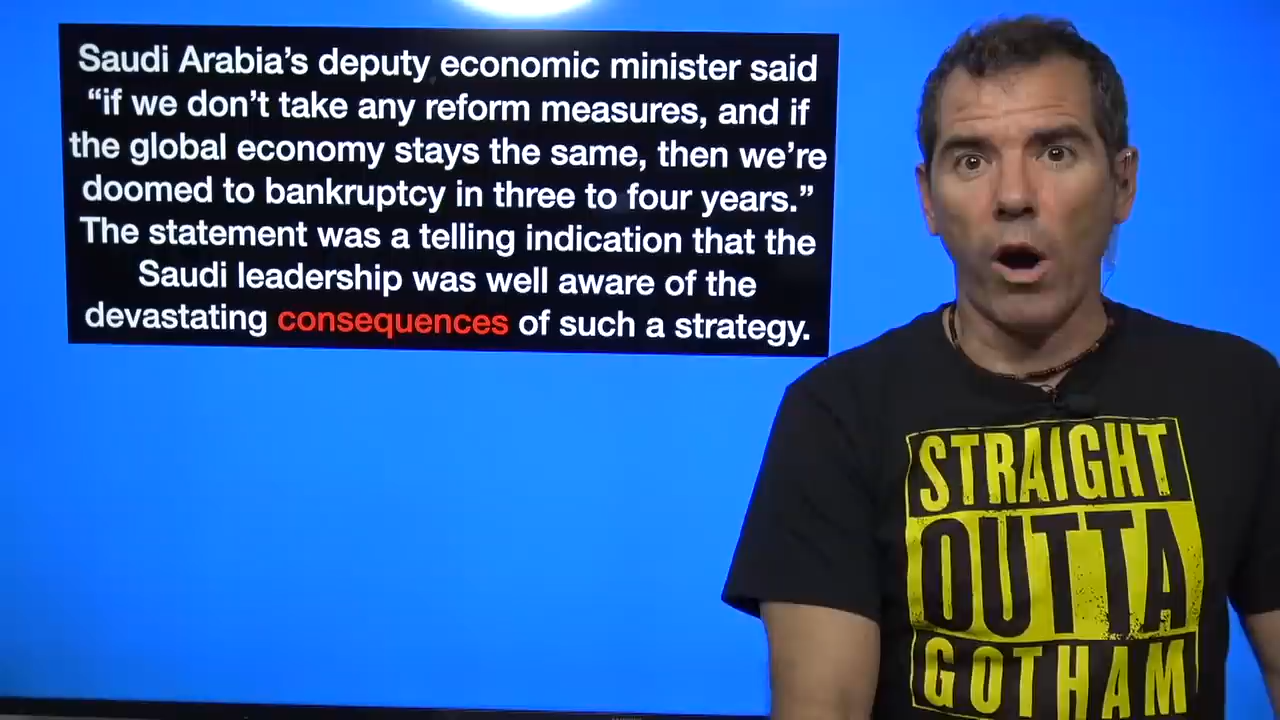 Saudi Arabia’s deputy economic minister said
“if we don’t take any reform measures, and if
the global economy stays the same, then we’re
doomed to bankruptcy in three to four years.”
The statement was a telling indication that the
Saudi leadership was well aware of the
devastating consequences of such a strategy.
STRAIGHT
OUTTA
GOTHAM